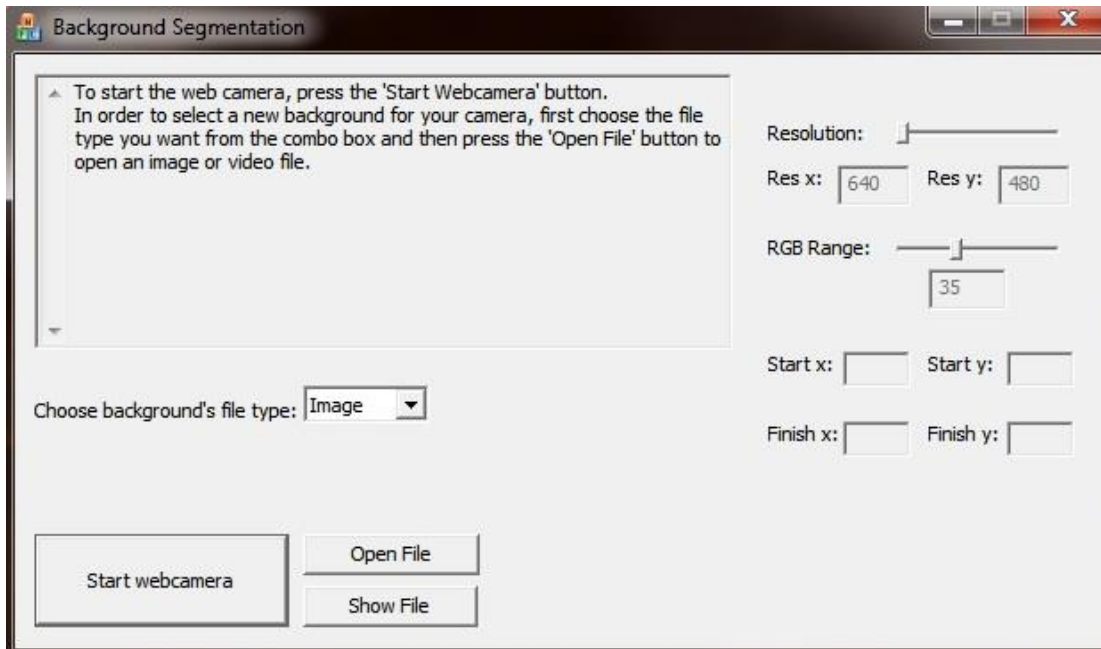 Background Segmentation
To start the web camera, press the 'Start Webcamera' button.
In order to select a new background for your camera, first choose the file
type you want from the combo box and then press the 'Open File' button to
open an image or video file.
Resolution:
Res x: 640 Res y: 480
RGB Range:
35
Start x: Start y:
Choose background's file type: Image
Finish x: Finish y:
Start webcamera
Open File
Show File